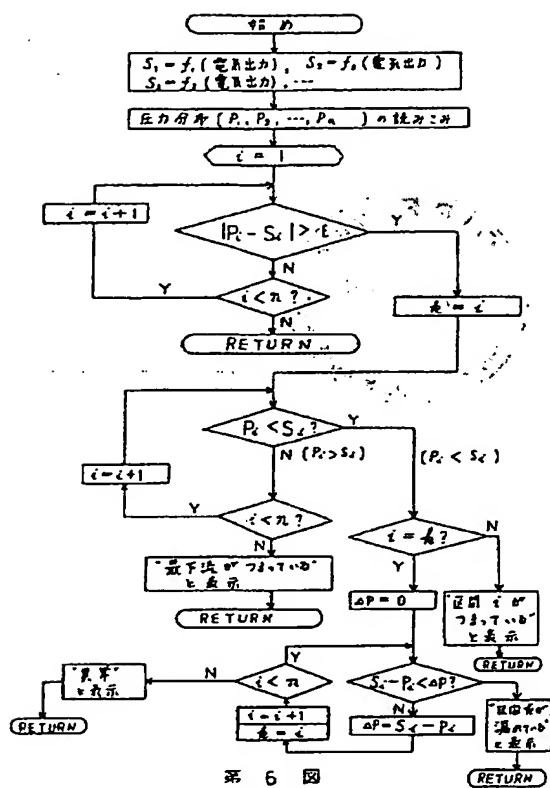 始め
S₁=f₁(電気出力), S₂=f₂(電気出力)
S₃=f₃(電気出力),…
圧力分布(P₁, P₂, …, Pn)の読みこみ
i = 1
i = i+1
|Pi - Si| > ε
Y
N
Y
i < n ?
N
RETURN
k = i
Pi < Si ?
Y
N (Pi > Si)
(Pi < Si)
i = i+1
Y
i < n ?
N
i = k ?
N
Y
"最下流がつまっている"
と表示
RETURN
ΔP = 0
"区間 i が
つまっている"
と表示
RETURN
Y
i < n
N
"異常"
と表示
RETURN
Si - Pi < ΔP ?
Y
N
i = i+1
k = i
ΔP = Si - Pi
"区間 kが
漏れている"
と表示
RETURN
第 6 図